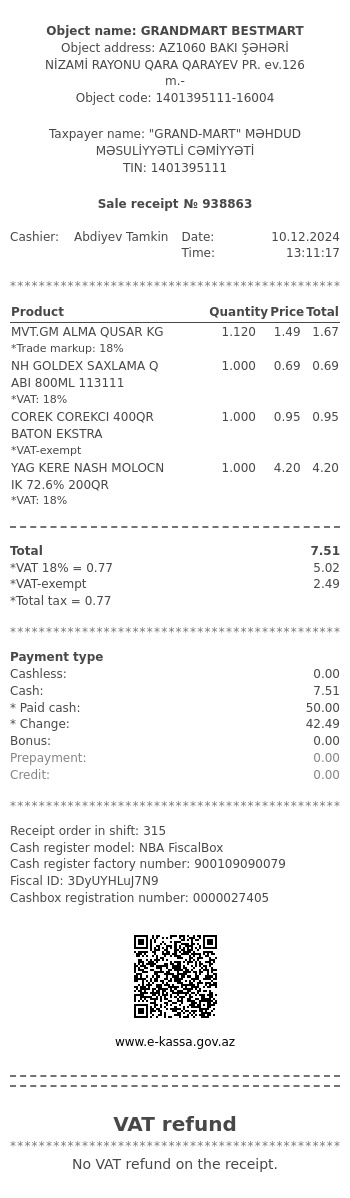 Object name: GRANDMART BESTMART
Object address: AZ1060 BAKI ŞƏHƏRİ
NİZAMİ RAYONU QARA QARAYEV PR. ev.126
m.-
Object code: 1401395111-16004
Taxpayer name: "GRAND-MART" MƏHDUD
MƏSULİYYƏTLİ CƏMİYYƏTİ
TIN: 1401395111
Sale receipt № 938863
Cashier: Abdiyev Tamkin Date: 10.12.2024
Time: 13:11:17
*********************************************
Product Quantity Price Total
MVT.GM ALMA QUSAR KG 1.120 1.49 1.67
*Trade markup: 18%
NH GOLDEX SAXLAMA Q 1.000 0.69 0.69
ABI 800ML 113111
*VAT: 18%
COREK COREKCI 400QR 1.000 0.95 0.95
BATON EKSTRA
*VAT-exempt
YAG KERE NASH MOLOCN 1.000 4.20 4.20
IK 72.6% 200QR
*VAT: 18%
Total 7.51
*VAT 18% = 0.77 5.02
*VAT-exempt 2.49
*Total tax = 0.77
*********************************************
Payment type
Cashless: 0.00
Cash: 7.51
* Paid cash: 50.00
* Change: 42.49
Bonus: 0.00
Prepayment: 0.00
Credit: 0.00
*********************************************
Receipt order in shift: 315
Cash register model: NBA FiscalBox
Cash register factory number: 900109090079
Fiscal ID: 3DyUYHLuJ7N9
Cashbox registration number: 0000027405
www.e-kassa.gov.az
VAT refund
*********************************************
No VAT refund on the receipt.